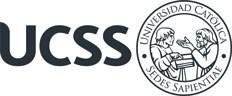 UCSS
UNIVERSIDAD CATÓLICA
SEDES SAPIENTIAE